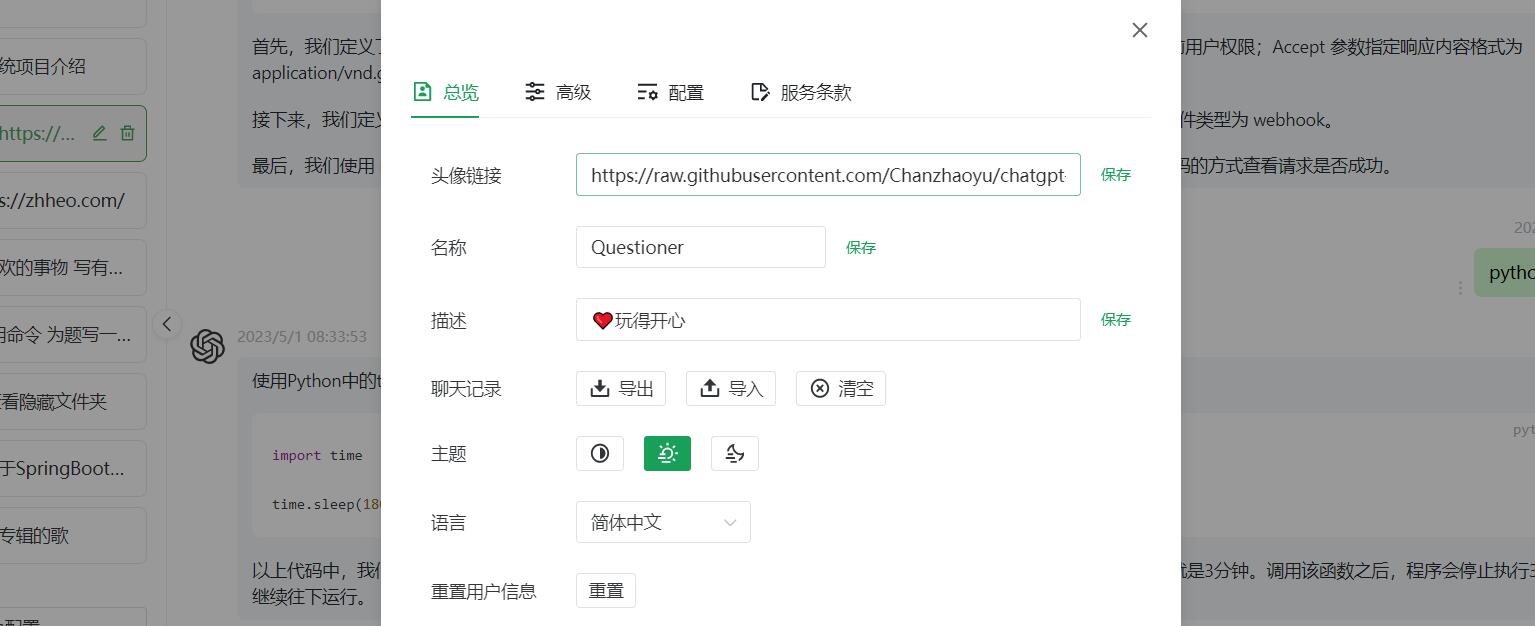 统项目介绍
https://...
s://zhheo.com/
欢的事物 写有...
用命令 为题写一...
查看隐藏文件夹
于SpringBoot...
专辑的歌
首先，我们定义了
用户权限；Accept 参数指定响应内容格式为
application/vnd.g
接下来，我们定义
件类型为 webhook。
最后，我们使用
码的方式查看请求是否成功。
202
pytho
2023/5/1 08:33:53
使用Python中的t
pyt
import time
time.sleep(180
以上代码中，我们
就是3分钟。调用该函数之后，程序会停止执行3
继续往下运行。
总览
高级
配置
服务条款
头像链接
https://raw.githubusercontent.com/Chanzhaoyu/chatgpt-
保存
名称
Questioner
保存
描述
❤️玩得开心
保存
聊天记录
导出
导入
清空
主题
语言
简体中文
重置用户信息
重置